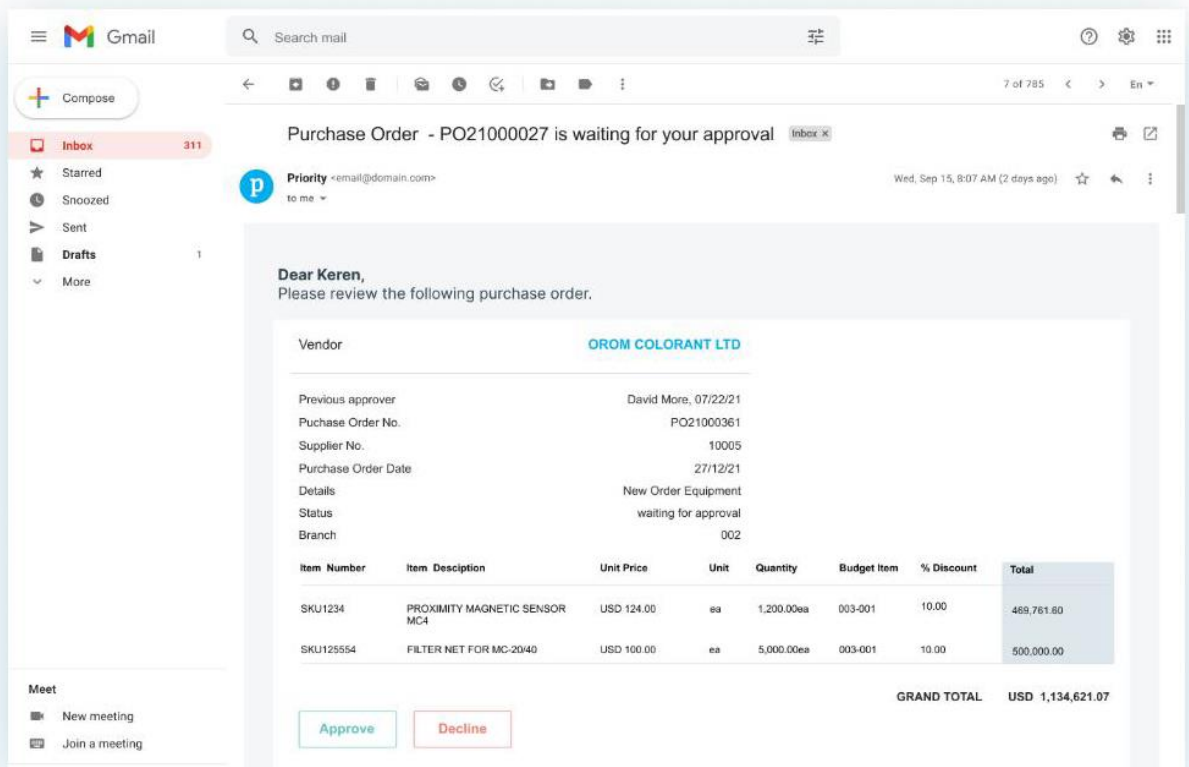 Gmail
Search mail
Compose
7 of 785
En
Purchase Order - PO21000027 is waiting for your approval Inbox x
Inbox 311
Starred
Snoozed
Sent
Drafts 1
More
p
Priority <email@domain.com>
to me
Wed, Sep 15, 8:07 AM (2 days ago)
Dear Keren,
Please review the following purchase order.
Vendor OROM COLORANT LTD
Previous approver David More, 07/22/21
Puchase Order No. PO21000361
Supplier No. 10005
Purchase Order Date 27/12/21
Details New Order Equipment
Status waiting for approval
Branch 002
Item Number Item Desciption Unit Price Unit Quantity Budget Item % Discount Total
SKU1234 PROXIMITY MAGNETIC SENSOR USD 124.00 ea 1,200.00ea 003-001 10.00 469,761.60
MC4
SKU125554 FILTER NET FOR MC-20/40 USD 100.00 ea 5,000.00ea 003-001 10.00 500,000.00
GRAND TOTAL USD 1,134,621.07
Approve Decline
Meet
New meeting
Join a meeting